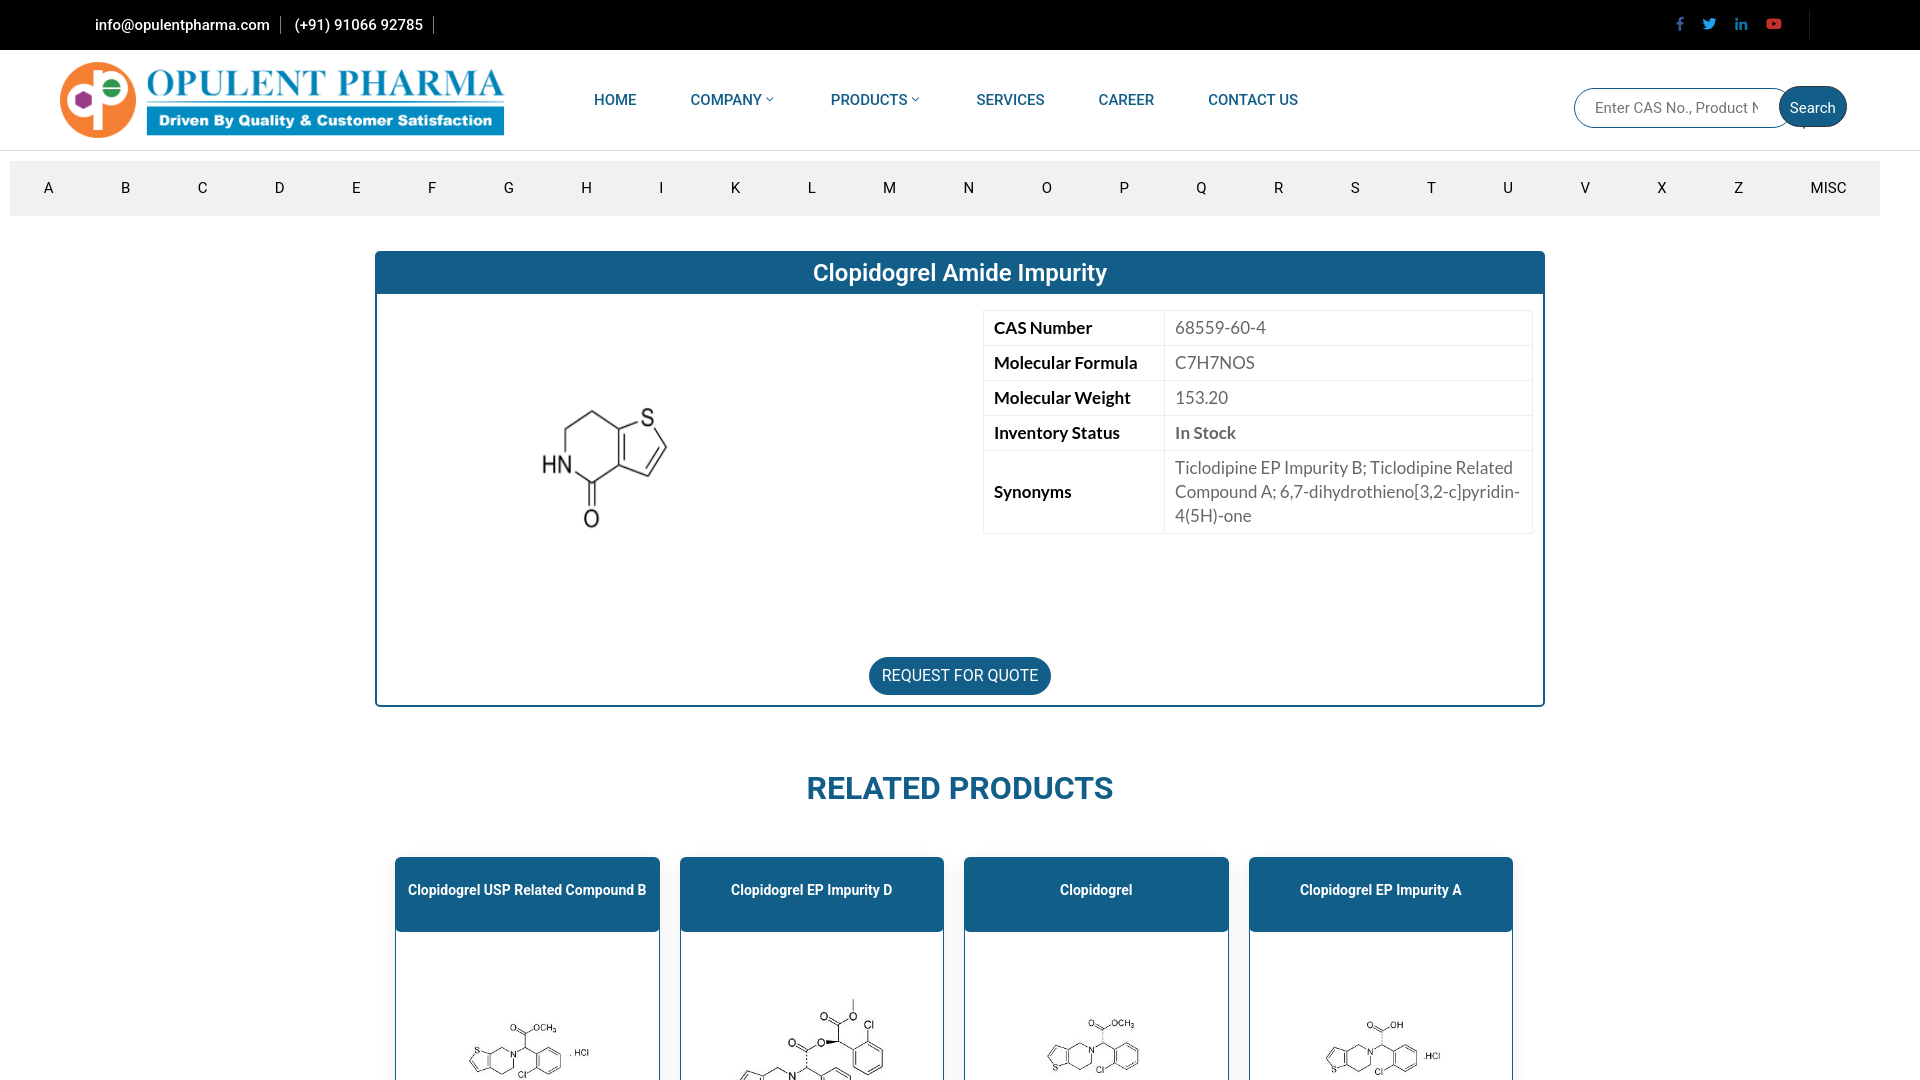 info@opulentpharma.com
(+91) 91066 92785
OPULENT PHARMA
Driven By Quality & Customer Satisfaction
HOME
COMPANY
PRODUCTS
SERVICES
CAREER
CONTACT US
Enter CAS No., Product N
Search
A B C D E F G H I K L M N O P Q R S T U V X Z MISC
Clopidogrel Amide Impurity
CAS Number 68559-60-4
Molecular Formula C7H7NOS
Molecular Weight 153.20
Inventory Status In Stock
Synonyms
Ticlodipine EP Impurity B; Ticlodipine Related
Compound A; 6,7-dihydrothieno[3,2-c]pyridin-
4(5H)-one
S
HN
O
REQUEST FOR QUOTE
RELATED PRODUCTS
Clopidogrel USP Related Compound B
Clopidogrel EP Impurity D
Clopidogrel
Clopidogrel EP Impurity A
O
OCH3
S
N
. HCl
Cl
O
O
Cl
O
O
N
O
OCH3
N
S
Cl
O
OH
N
S
.HCl
Cl